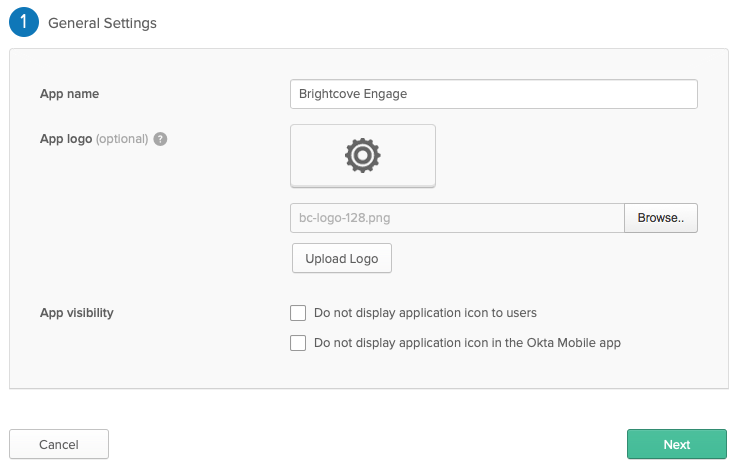 1 General Settings
App name
Brightcove Engage
App logo (optional) ?
bc-logo-128.png
Browse..
Upload Logo
App visibility
Do not display application icon to users
Do not display application icon in the Okta Mobile app
Cancel
Next